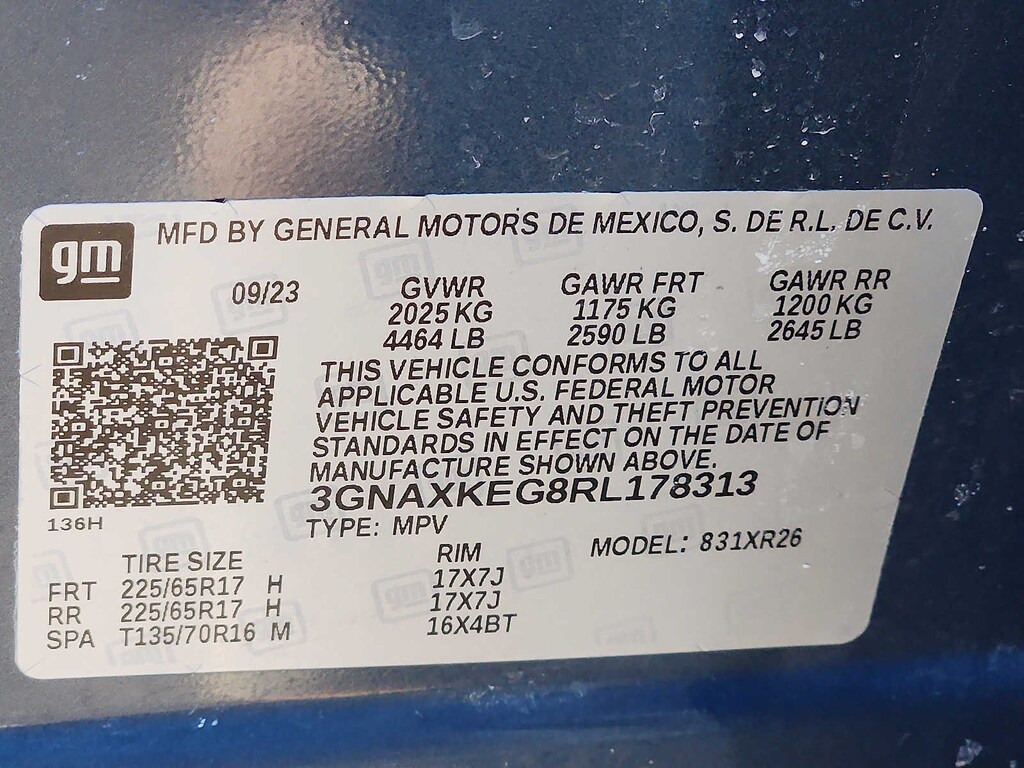 gm MFD BY GENERAL MOTORS DE MEXICO, S. DE R.L. DE C.V.
09/23 GVWR GAWR FRT GAWR RR
2025 KG 1175 KG 1200 KG
4464 LB 2590 LB 2645 LB
THIS VEHICLE CONFORMS TO ALL
APPLICABLE U.S. FEDERAL MOTOR
VEHICLE SAFETY AND THEFT PREVENTION
STANDARDS IN EFFECT ON THE DATE OF
MANUFACTURE SHOWN ABOVE.
3GNAXKEG8RL178313
136H
TYPE: MPV MODEL: 831XR26
TIRE SIZE RIM
FRT 225/65R17 H 17X7J
RR 225/65R17 H 17X7J
SPA T135/70R16 M 16X4BT